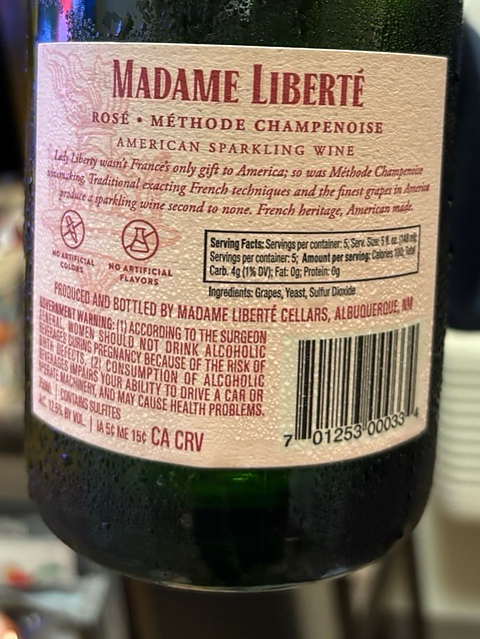 MADAME LIBERTÉ
ROSÉ • MÉTHODE CHAMPENOISE
AMERICAN SPARKLING WINE
Lady Liberty wasn't France's only gift to America; so was Méthode Champenoise
winemaking. Traditional exacting French techniques and the finest grapes in America
produce a sparkling wine second to none. French heritage, American made.
NO ARTIFICIAL
COLORS
NO ARTIFICIAL
FLAVORS
Serving Facts: Servings per container: 5; Serv. Size: 5 fl. oz. (148 ml);
Servings per container: 5; Amount per serving: Calories 100; Total
Carb. 4g (1% DV); Fat: 0g; Protein: 0g
Ingredients: Grapes, Yeast, Sulfur Dioxide
PRODUCED AND BOTTLED BY MADAME LIBERTÉ CELLARS, ALBUQUERQUE, NM
GOVERNMENT WARNING: (1) ACCORDING TO THE SURGEON
GENERAL, WOMEN SHOULD NOT DRINK ALCOHOLIC
BEVERAGES DURING PREGNANCY BECAUSE OF THE RISK OF
BIRTH DEFECTS. (2) CONSUMPTION OF ALCOHOLIC
BEVERAGES IMPAIRS YOUR ABILITY TO DRIVE A CAR OR
OPERATE MACHINERY, AND MAY CAUSE HEALTH PROBLEMS.
750ML | CONTAINS SULFITES
ALC. 12.5% BY VOL. | IA 5¢ ME 15¢ CA CRV
7 01253 00033 4